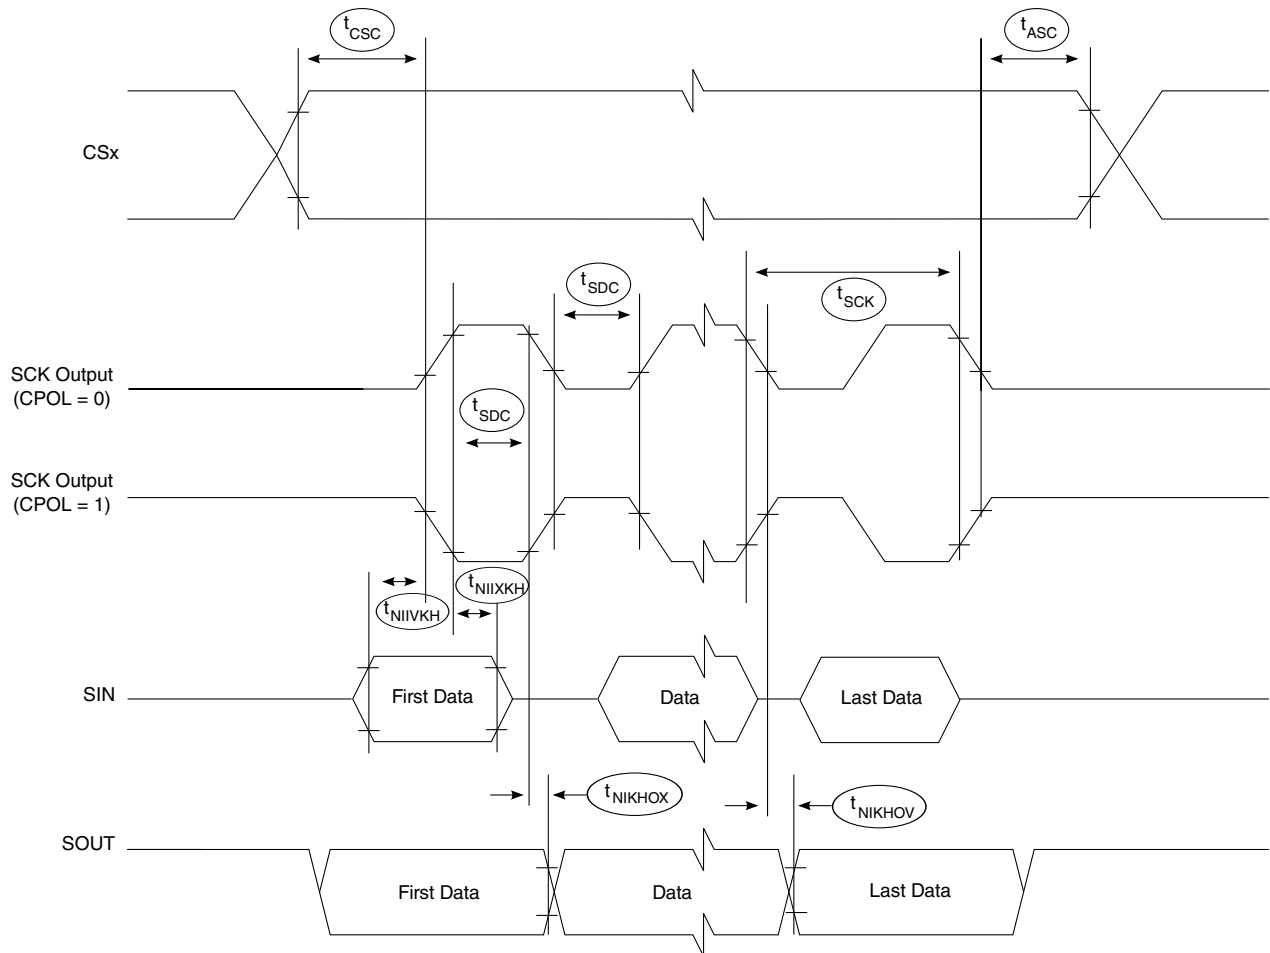 tCSC
tASC
CSx
tSDC
tSCK
SCK Output
(CPOL = 0)
tSDC
SCK Output
(CPOL = 1)
tNIIXKH
tNIIVKH
SIN
First Data
Data
Last Data
tNIKHOX
tNIKHOV
SOUT
First Data
Data
Last Data